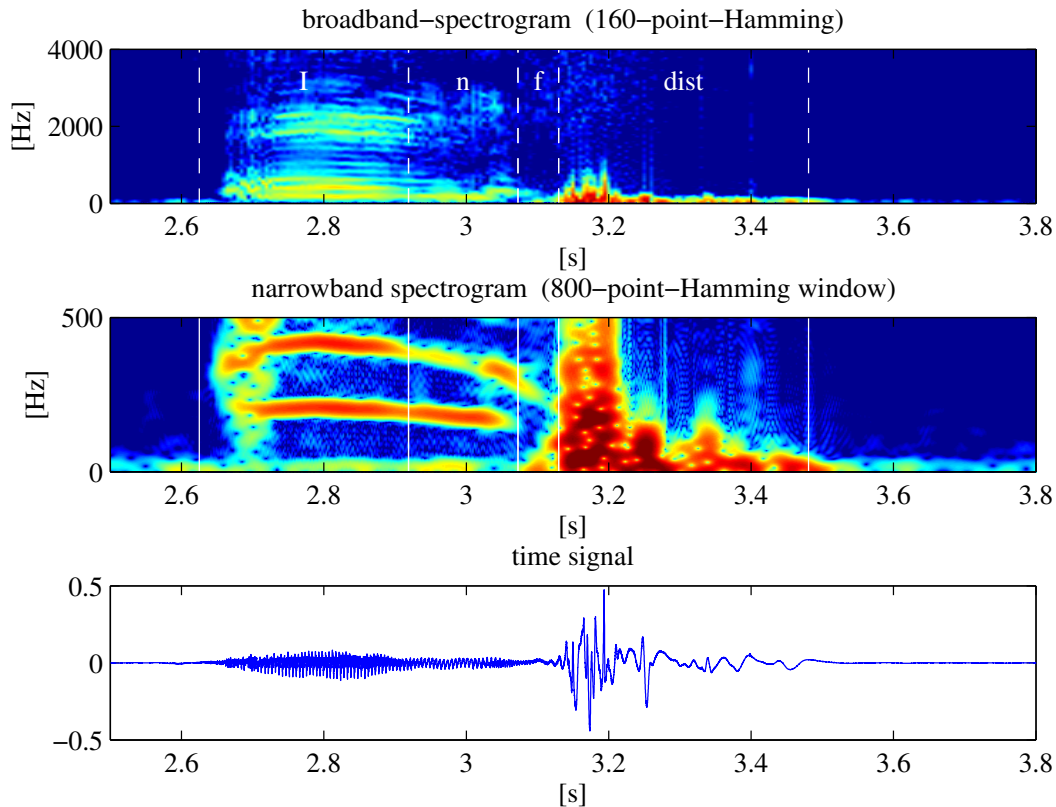 broadband−spectrogram (160−point−Hamming)
4000
2000
0
[Hz]
I n f dist
2.6 2.8 3 3.2 3.4 3.6 3.8
[s]
narrowband spectrogram (800−point−Hamming window)
500
0
[Hz]
2.6 2.8 3 3.2 3.4 3.6 3.8
[s]
time signal
0.5
0
−0.5
2.6 2.8 3 3.2 3.4 3.6 3.8
[s]